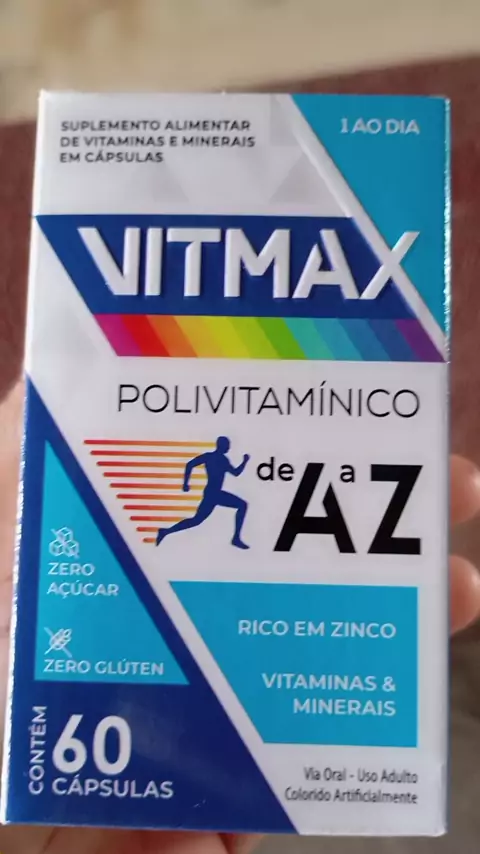 SUPLEMENTO ALIMENTAR
DE VITAMINAS E MINERAIS
EM CÁPSULAS
1 AO DIA
VITMAX
POLIVITAMÍNICO
de A a Z
ZERO
AÇÚCAR
ZERO GLÚTEN
RICO EM ZINCO
VITAMINAS &
MINERAIS
CONTÉM
60
CÁPSULAS
Via Oral - Uso Adulto
Colorido Artificialmente